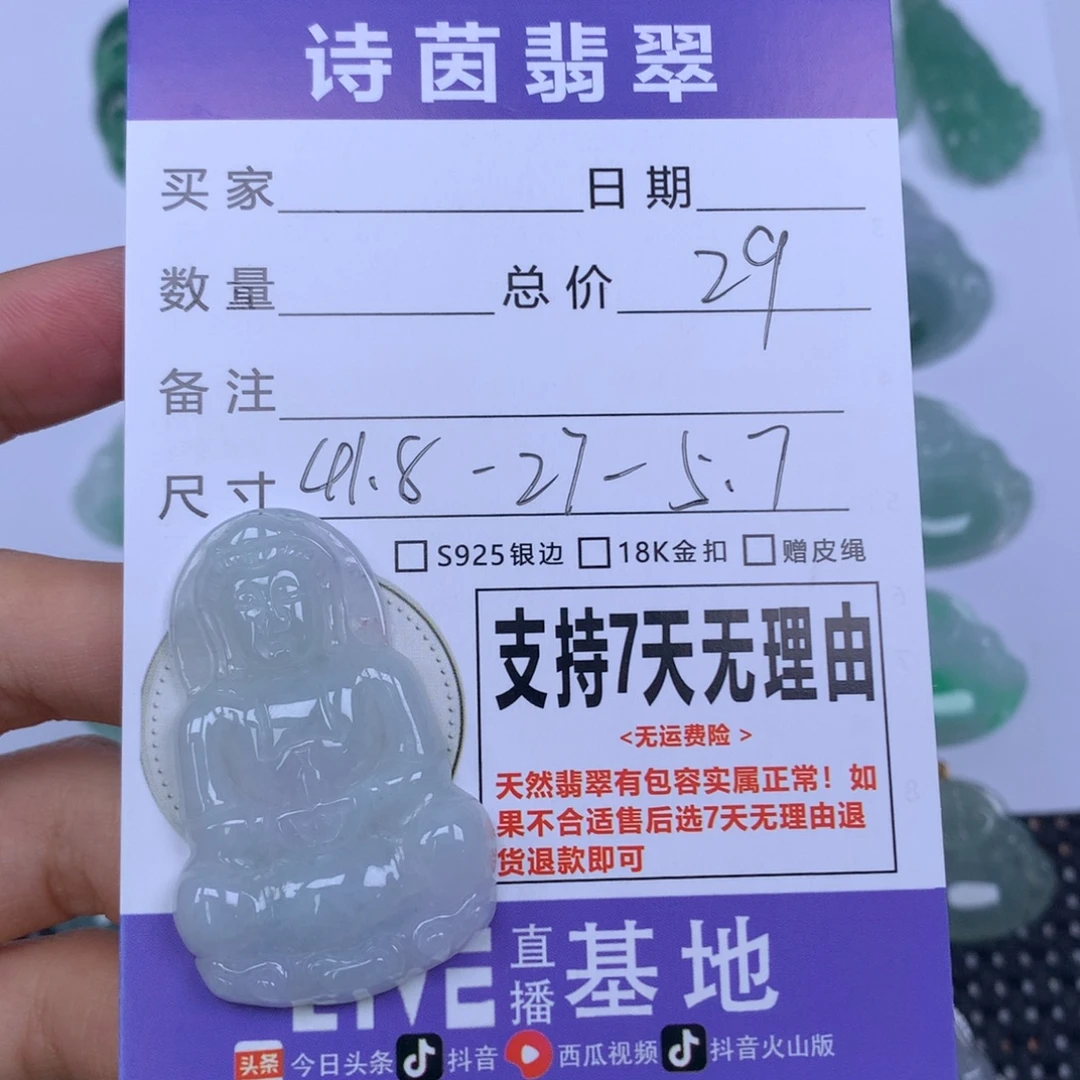 诗茵翡翠
买家 日期
数量 总价 29
备注
尺寸 41.8-27-5.7
S925银边 18K金扣 赠皮绳
支持7天无理由
<无运费险>
天然翡翠有包容实属正常！如
果不合适售后选7天无理由退
货退款即可
LIVE 直播 基地
头条 今日头条 抖音 西瓜视频 抖音火山版